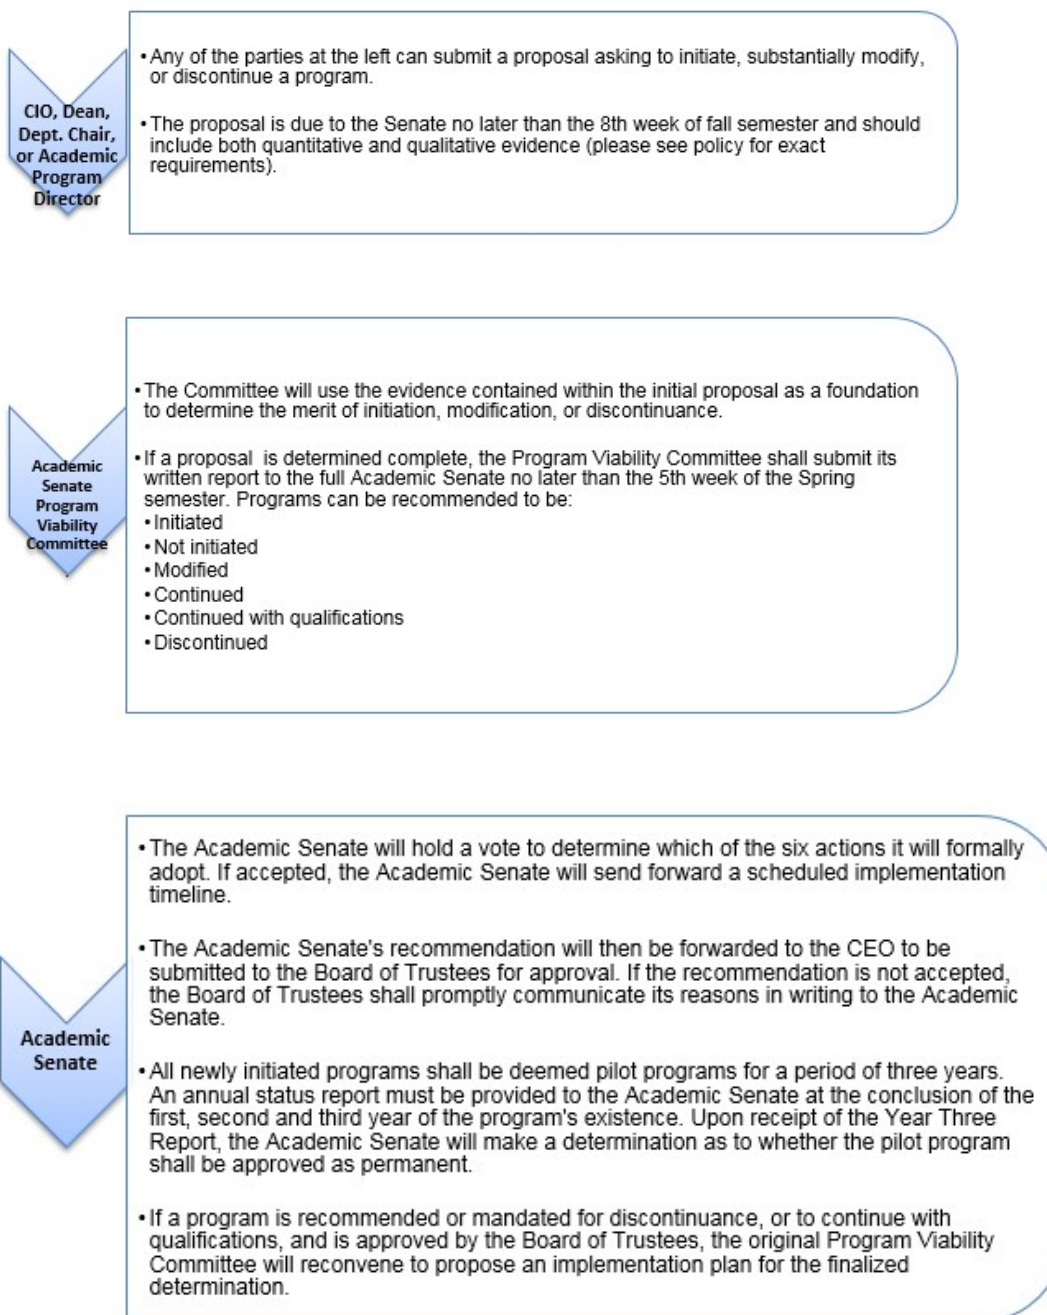 CIO, Dean,
Dept. Chair,
or Academic
Program
Director
• Any of the parties at the left can submit a proposal asking to initiate, substantially modify,
or discontinue a program.
• The proposal is due to the Senate no later than the 8th week of fall semester and should
include both quantitative and qualitative evidence (please see policy for exact
requirements).
Academic
Senate
Program
Viability
Committee
• The Committee will use the evidence contained within the initial proposal as a foundation
to determine the merit of initiation, modification, or discontinuance.
• If a proposal  is determined complete, the Program Viability Committee shall submit its
written report to the full Academic Senate no later than the 5th week of the Spring
semester. Programs can be recommended to be:
• Initiated
• Not initiated
• Modified
• Continued
• Continued with qualifications
• Discontinued
Academic
Senate
• The Academic Senate will hold a vote to determine which of the six actions it will formally
adopt. If accepted, the Academic Senate will send forward a scheduled implementation
timeline.
• The Academic Senate's recommendation will then be forwarded to the CEO to be
submitted to the Board of Trustees for approval. If the recommendation is not accepted,
the Board of Trustees shall promptly communicate its reasons in writing to the Academic
Senate.
• All newly initiated programs shall be deemed pilot programs for a period of three years.
An annual status report must be provided to the Academic Senate at the conclusion of the
first, second and third year of the program's existence. Upon receipt of the Year Three
Report, the Academic Senate will make a determination as to whether the pilot program
shall be approved as permanent.
• If a program is recommended or mandated for discontinuance, or to continue with
qualifications, and is approved by the Board of Trustees, the original Program Viability
Committee will reconvene to propose an implementation plan for the finalized
determination.